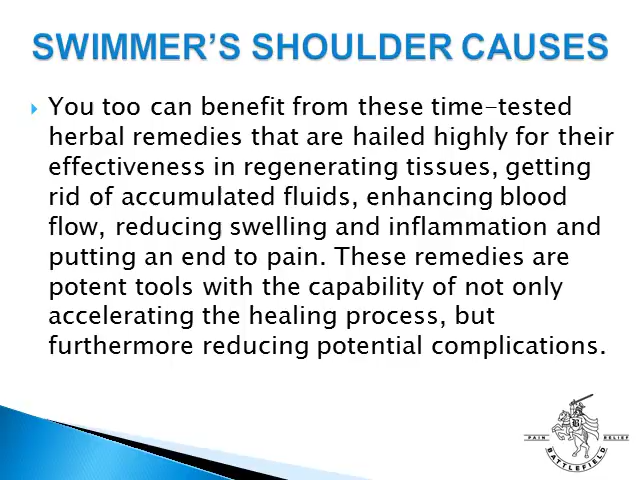 SWIMMER’S SHOULDER CAUSES
You too can benefit from these time-tested
herbal remedies that are hailed highly for their
effectiveness in regenerating tissues, getting
rid of accumulated fluids, enhancing blood
flow, reducing swelling and inflammation and
putting an end to pain. These remedies are
potent tools with the capability of not only
accelerating the healing process, but
furthermore reducing potential complications.
B
PAIN RELIEF
BATTLEFIELD